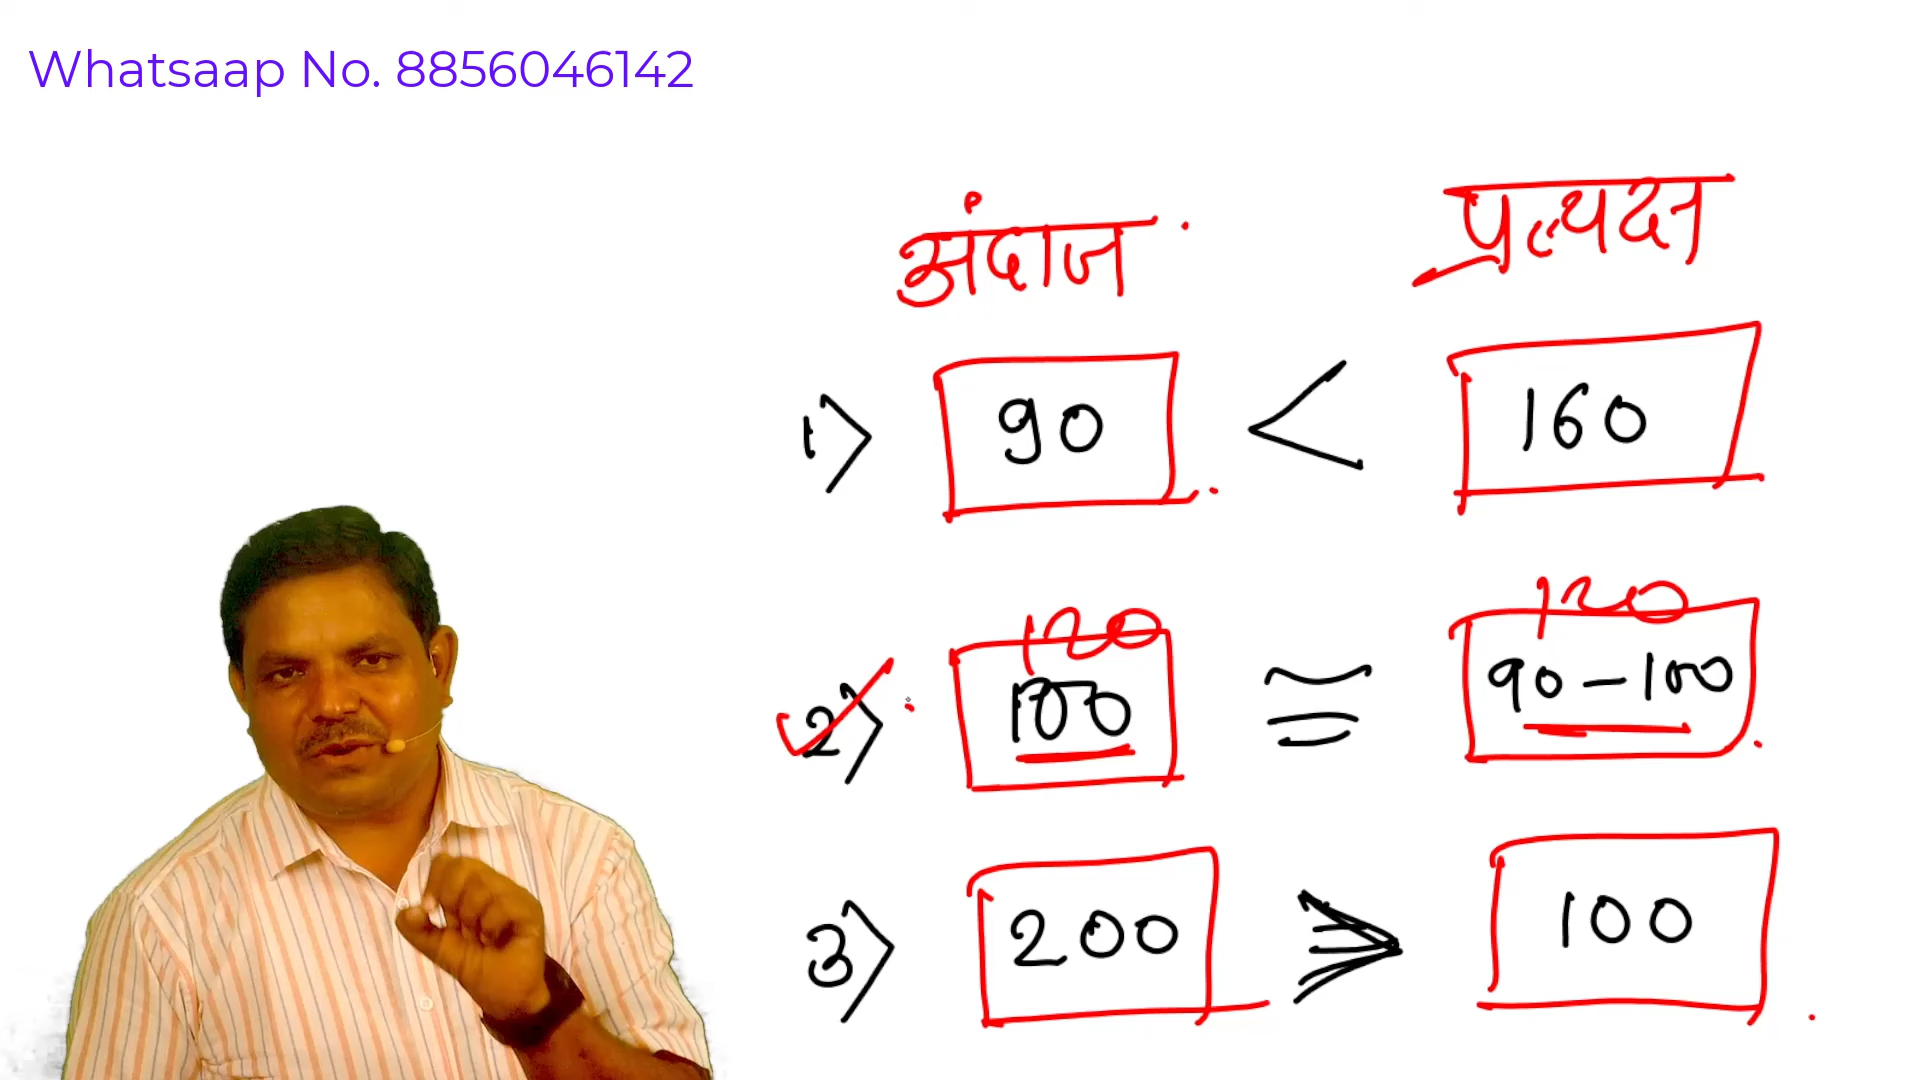 Whatsaap No. 8856046142
अंदाज प्रत्यक्ष
1) 90 < 160
120 120
2) 100 ≅ 90 - 100
3) 200 > 100